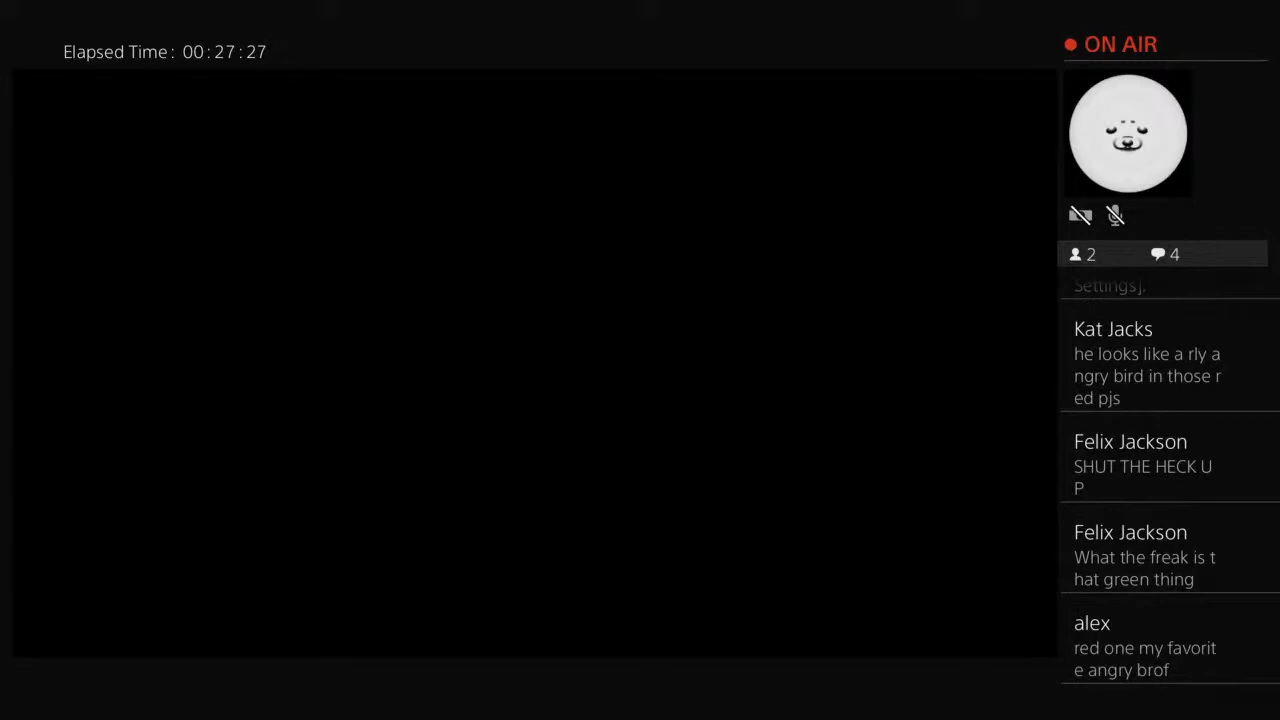 Elapsed Time: 00:27:27
ON AIR
2
4
Settings].
Kat Jacks
he looks like a rly a
ngry bird in those r
ed pjs
Felix Jackson
SHUT THE HECK U
P
Felix Jackson
What the freak is t
hat green thing
alex
red one my favorit
e angry brof